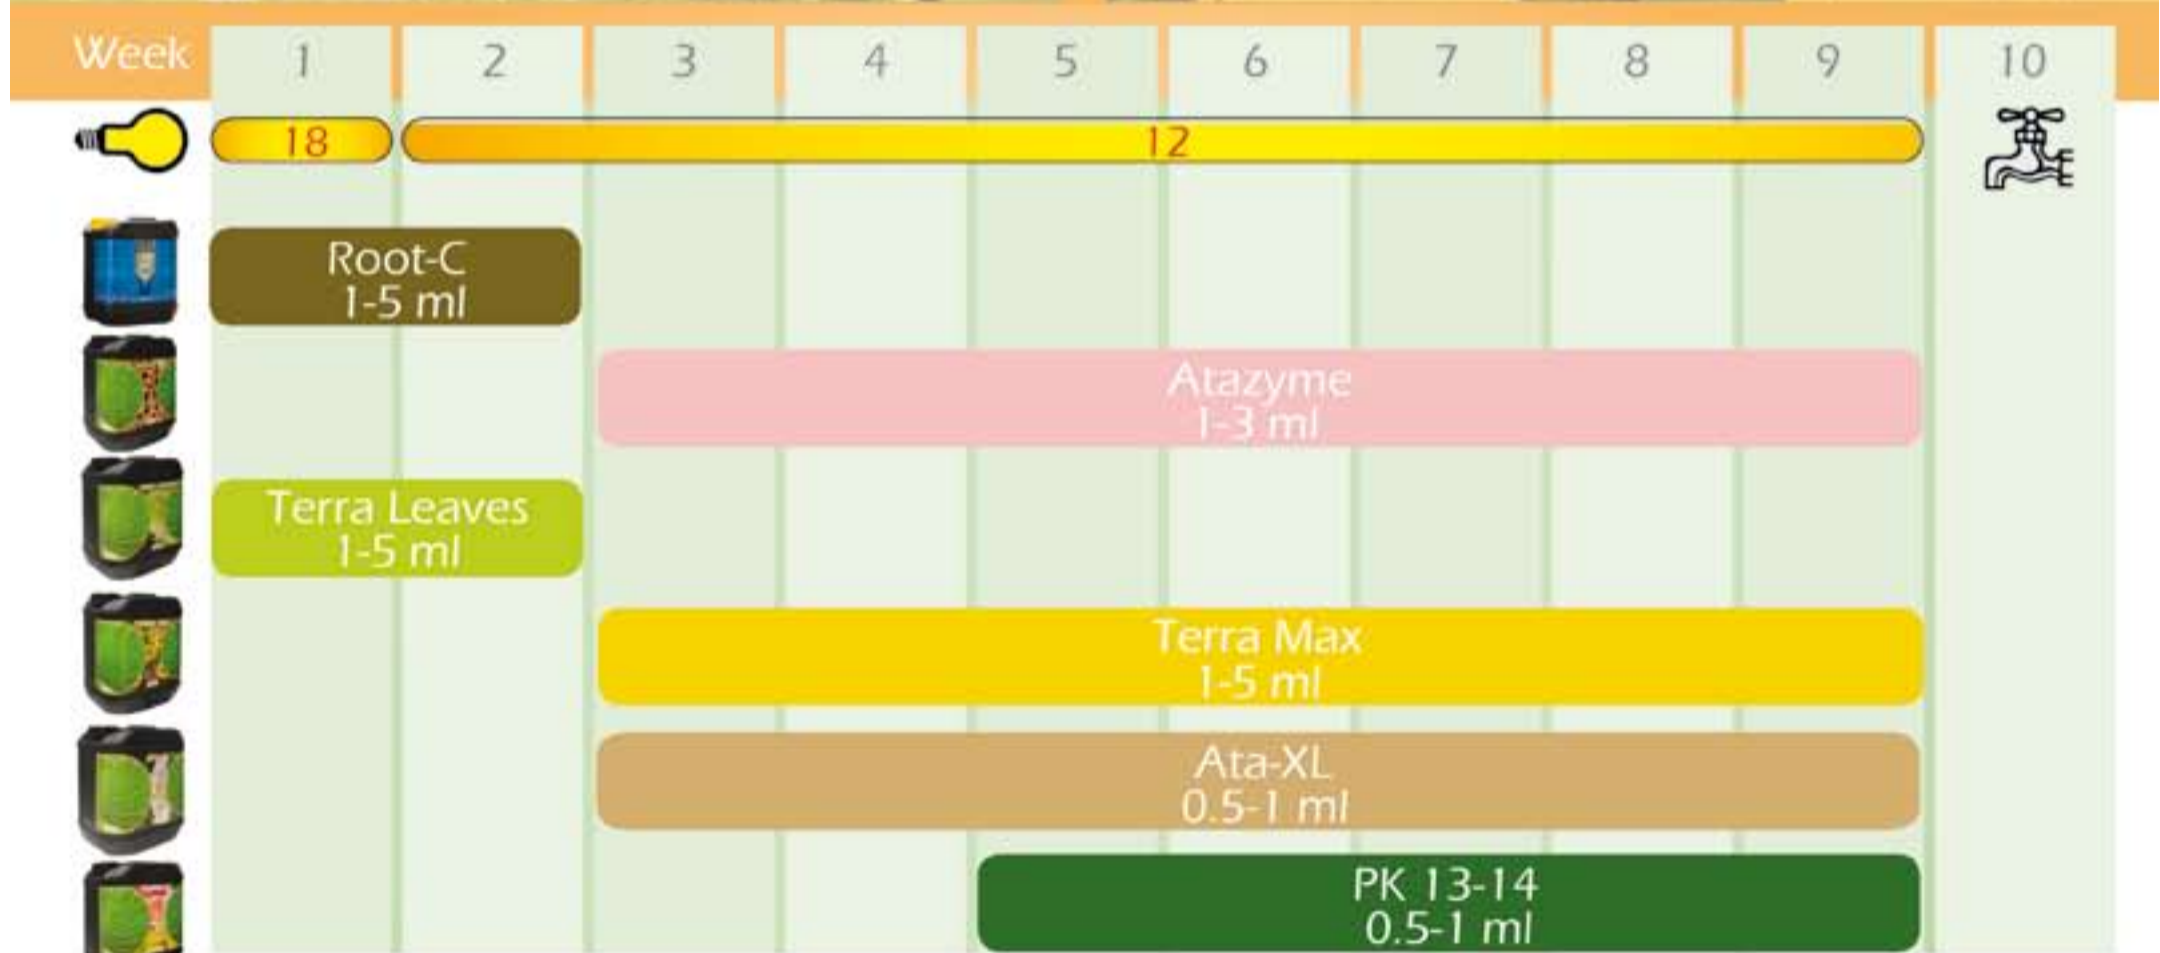 Week 1 2 3 4 5 6 7 8 9 10
18 12
Root-C
1-5 ml
Atazyme
1-3 ml
Terra Leaves
1-5 ml
Terra Max
1-5 ml
Ata-XL
0.5-1 ml
PK 13-14
0.5-1 ml